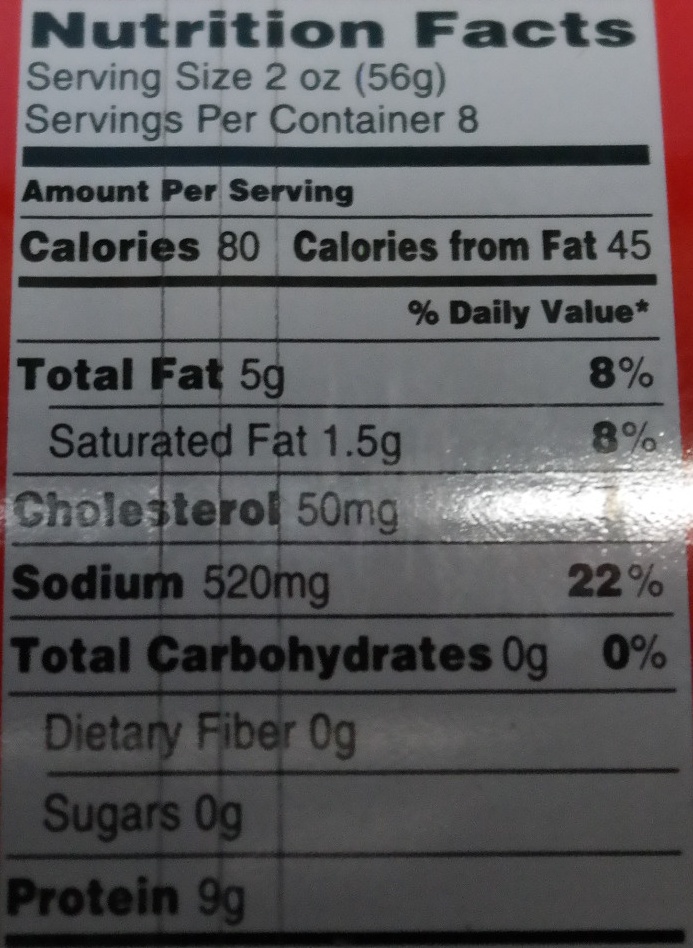 Nutrition Facts
Serving Size 2 oz (56g)
Servings Per Container 8
Amount Per Serving
Calories 80 Calories from Fat 45
% Daily Value*
Total Fat 5g 8%
Saturated Fat 1.5g 8%
Cholesterol 50mg
Sodium 520mg 22%
Total Carbohydrates 0g 0%
Dietary Fiber 0g
Sugars 0g
Protein 9g